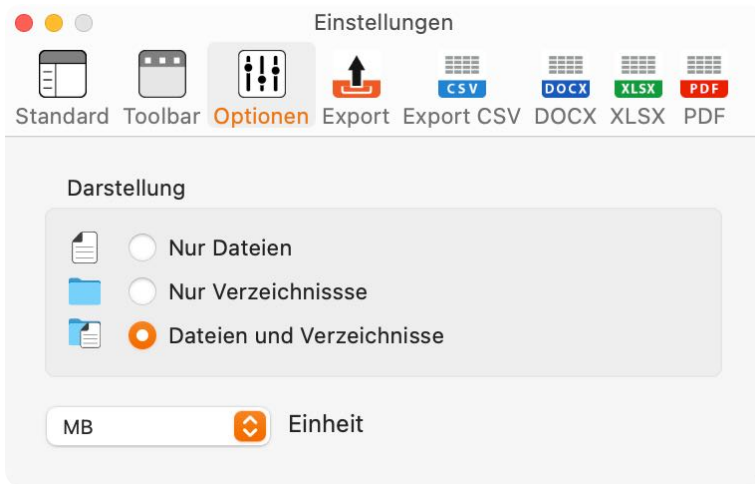 Einstellungen
CSV DOCX XLSX PDF
Standard Toolbar Optionen Export Export CSV DOCX XLSX PDF
Darstellung
Nur Dateien
Nur Verzeichnissse
Dateien und Verzeichnisse
MB Einheit